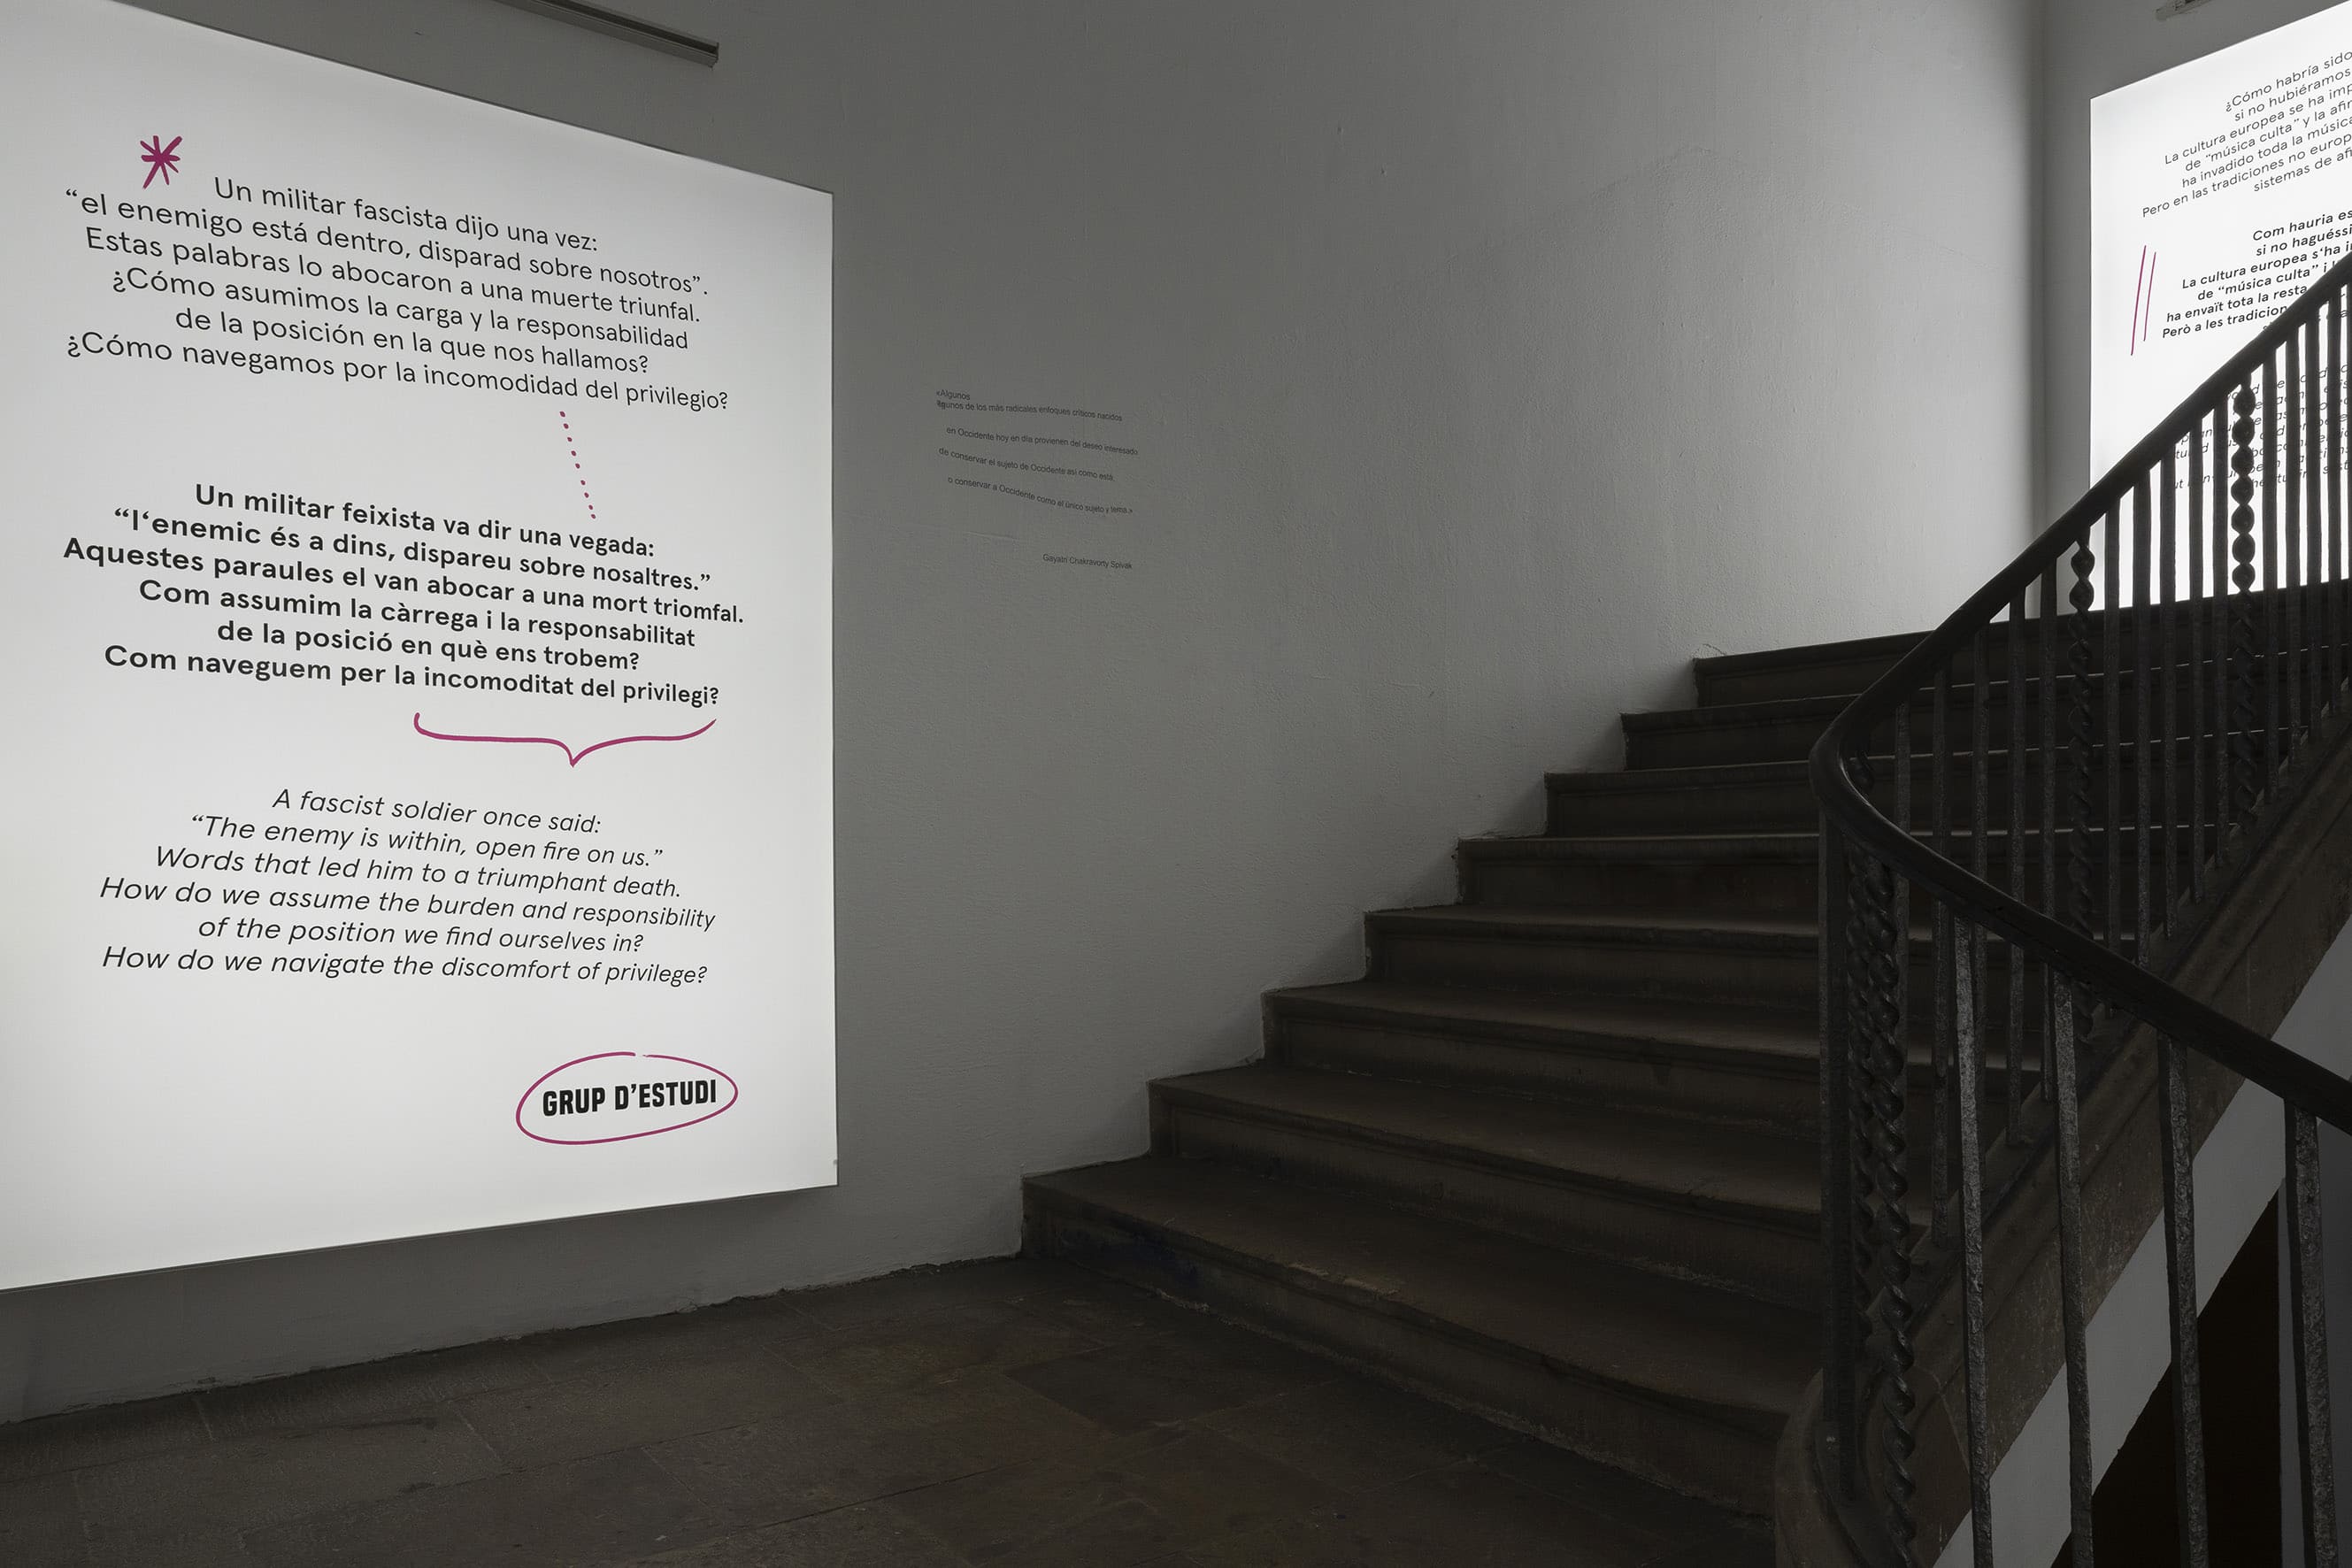 Un militar fascista dijo una vez:
“el enemigo está dentro, disparad sobre nosotros”.
Estas palabras lo abocaron a una muerte triunfal.
¿Cómo asumimos la carga y la responsabilidad
de la posición en la que nos hallamos?
¿Cómo navegamos por la incomodidad del privilegio?
Un militar feixista va dir una vegada:
“l‘enemic és a dins, dispareu sobre nosaltres.”
Aquestes paraules el van abocar a una mort triomfal.
Com assumim la càrrega i la responsabilitat
de la posició en què ens trobem?
Com naveguem per la incomoditat del privilegi?
A fascist soldier once said:
“The enemy is within, open fire on us.”
Words that led him to a triumphant death.
How do we assume the burden and responsibility
of the position we find ourselves in?
How do we navigate the discomfort of privilege?
GRUP D’ESTUDI
«Algunos
de los más radicales enfoques críticos nacidos
en Occidente hoy en día provienen del deseo interesado
de conservar el sujeto de Occidente así como está
o conservar a Occidente como el único sujeto y tema.»
Gayatri Chakravorty Spivak
¿Cómo habría sido
si no hubiéramos
La cultura europea se ha
de “música culta” y la
ha invadido toda la música
Pero en las tradiciones no
sistemas de
Com hauria
si no
La cultura europea s‘ha
de “música culta” i
ha envaït tota la resta
Però a les